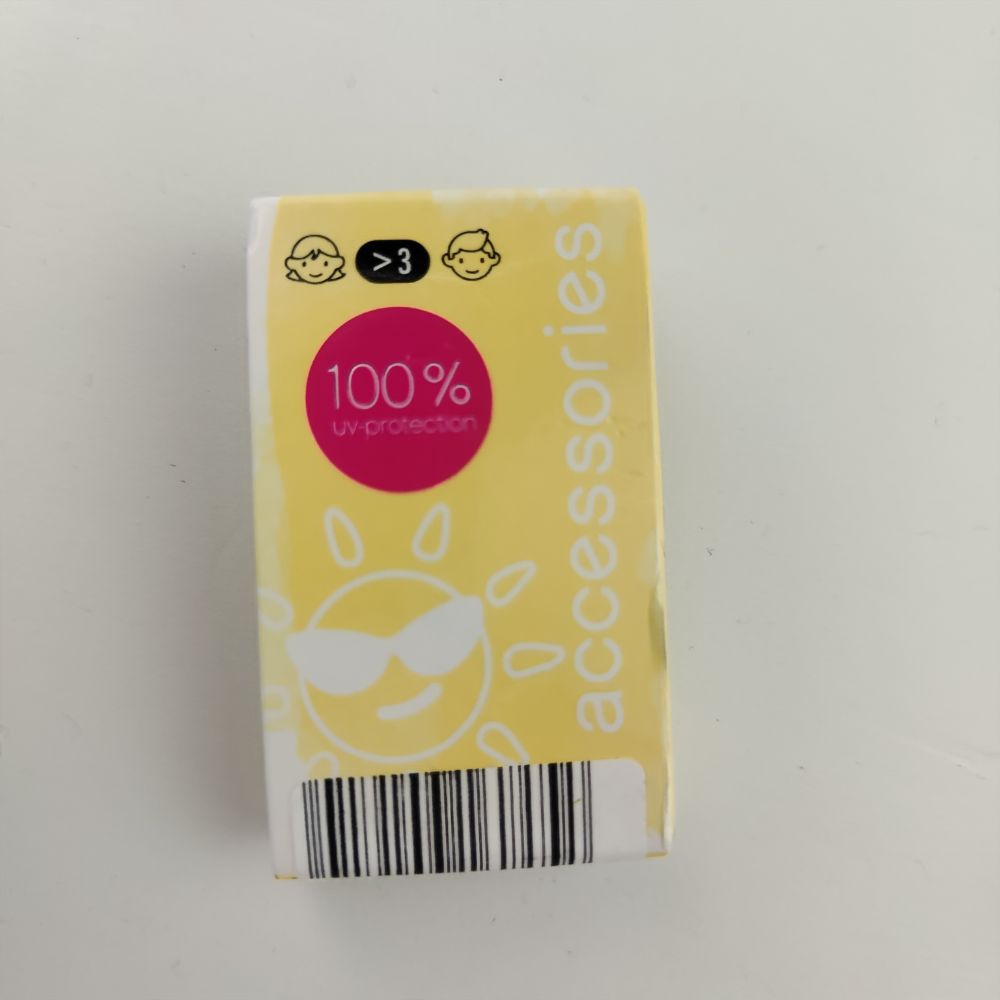 >3
100%
uv-protection
accessories